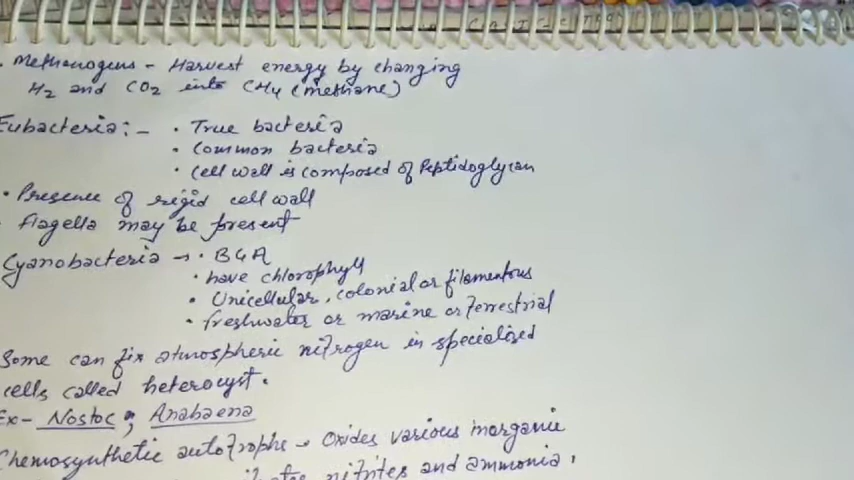 • Methanogens - Harvest energy by changing
H2 and CO2 into CH4 (methane)
Eubacteria:- • True bacteria
• Common bacteria
• Cell wall is composed of Peptidoglycan
• Presence of rigid cell wall
• flagella may be present
Cyanobacteria → • BGA
• have chlorophyll
• Unicellular, colonial or filamentous
• freshwater or marine or Terrestrial
Some can fix atmospheric nitrogen in specialised
cells called heterocyst.
Ex- Nostoc ; Anabaena
Chemosynthetic autotrophs → Oxides various inorganic
nitrites and ammonia,